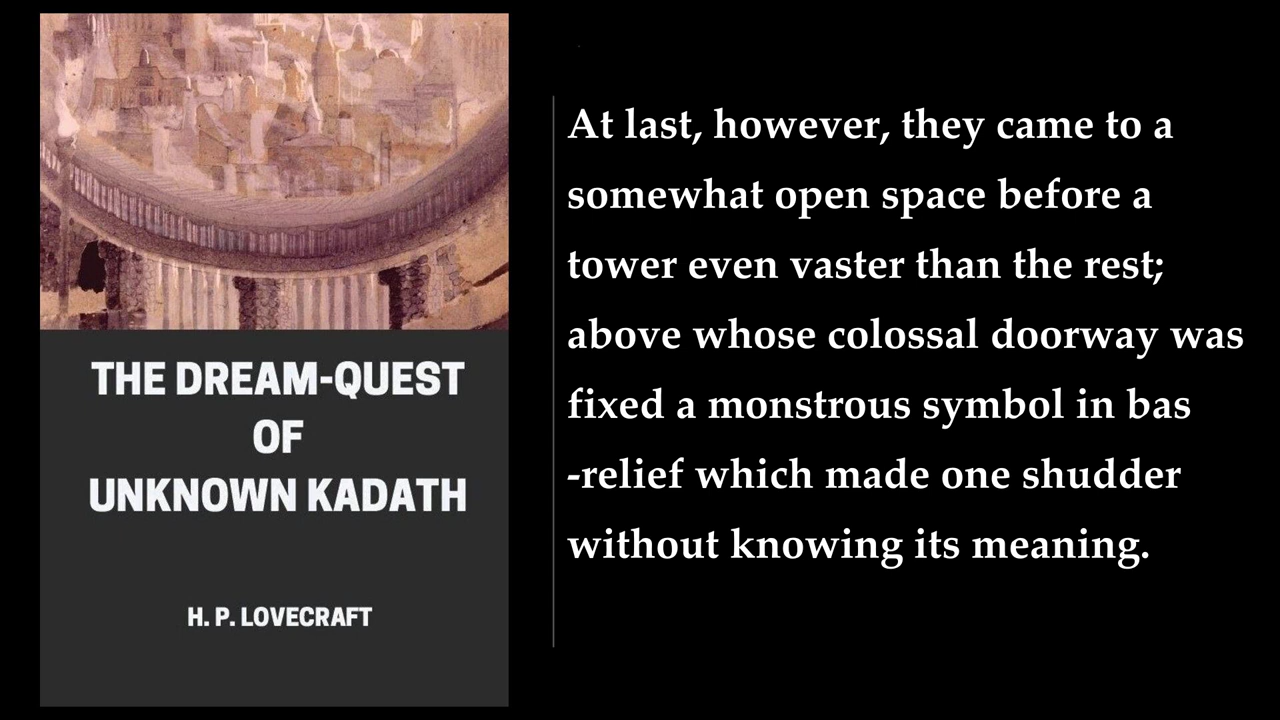 THE DREAM-QUEST
OF
UNKNOWN KADATH
H. P. LOVECRAFT
At last, however, they came to a
somewhat open space before a
tower even vaster than the rest;
above whose colossal doorway was
fixed a monstrous symbol in bas
-relief which made one shudder
without knowing its meaning.